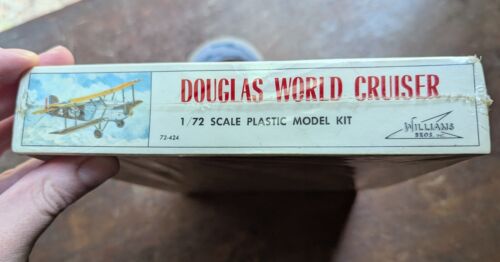 DOUGLAS WORLD CRUISER
1/72 SCALE PLASTIC MODEL KIT
72-424
WILLIAMS
BROS. INC.